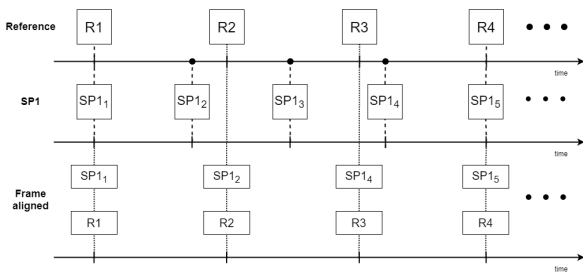 Reference R1 R2 R3 R4
time
SP1 SP1₁ SP1₂ SP1₃ SP1₄ SP1₅
time
SP1₁ SP1₂ SP1₄ SP1₅
Frame
aligned
R1 R2 R3 R4
time